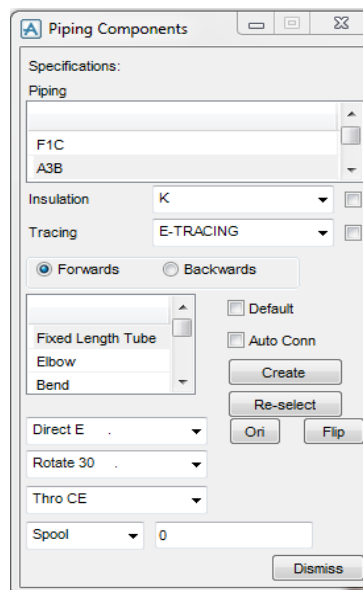 Piping Components
Specifications:
Piping
F1C
A3B
Insulation K
Tracing E-TRACING
Forwards Backwards
Fixed Length Tube
Elbow
Bend
Default
Auto Conn
Create
Re-select
Ori Flip
Direct E .
Rotate 30 .
Thro CE
Spool 0
Dismiss